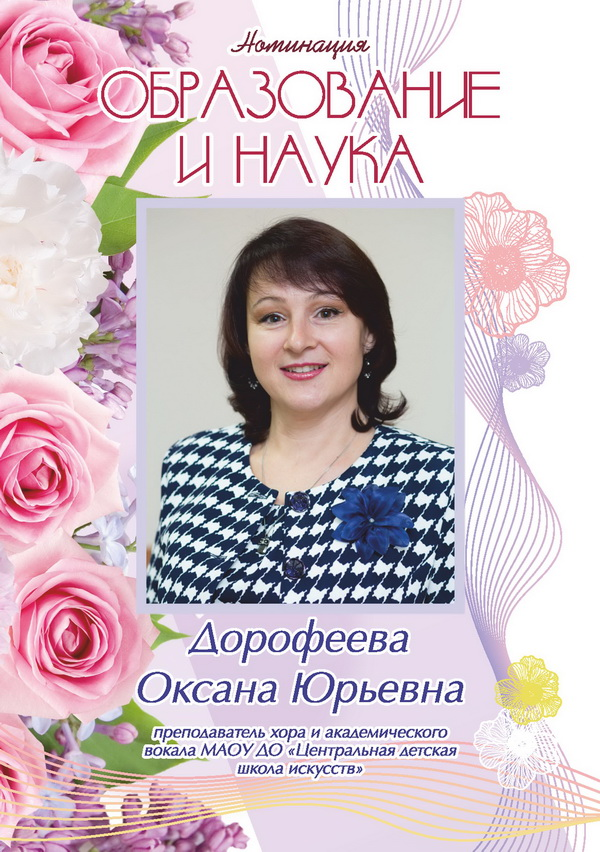 Номинация
ОБРАЗОВАНИЕ
И НАУКА
Дорофеева
Оксана Юрьевна
преподаватель хора и академического
вокала МАОУ ДО «Центральная детская
школа искусств»